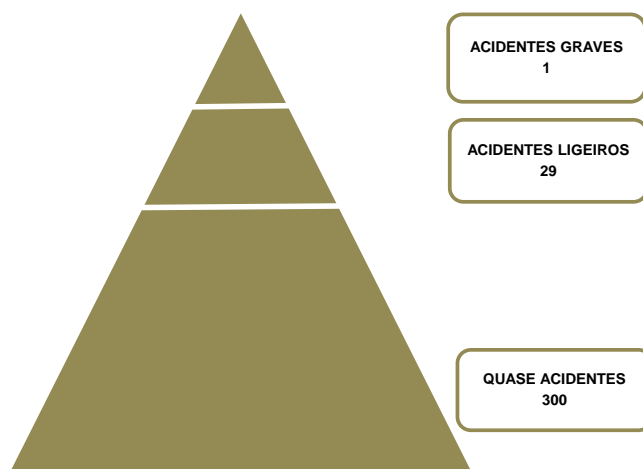 ACIDENTES GRAVES
1
ACIDENTES LIGEIROS
29
QUASE ACIDENTES
300